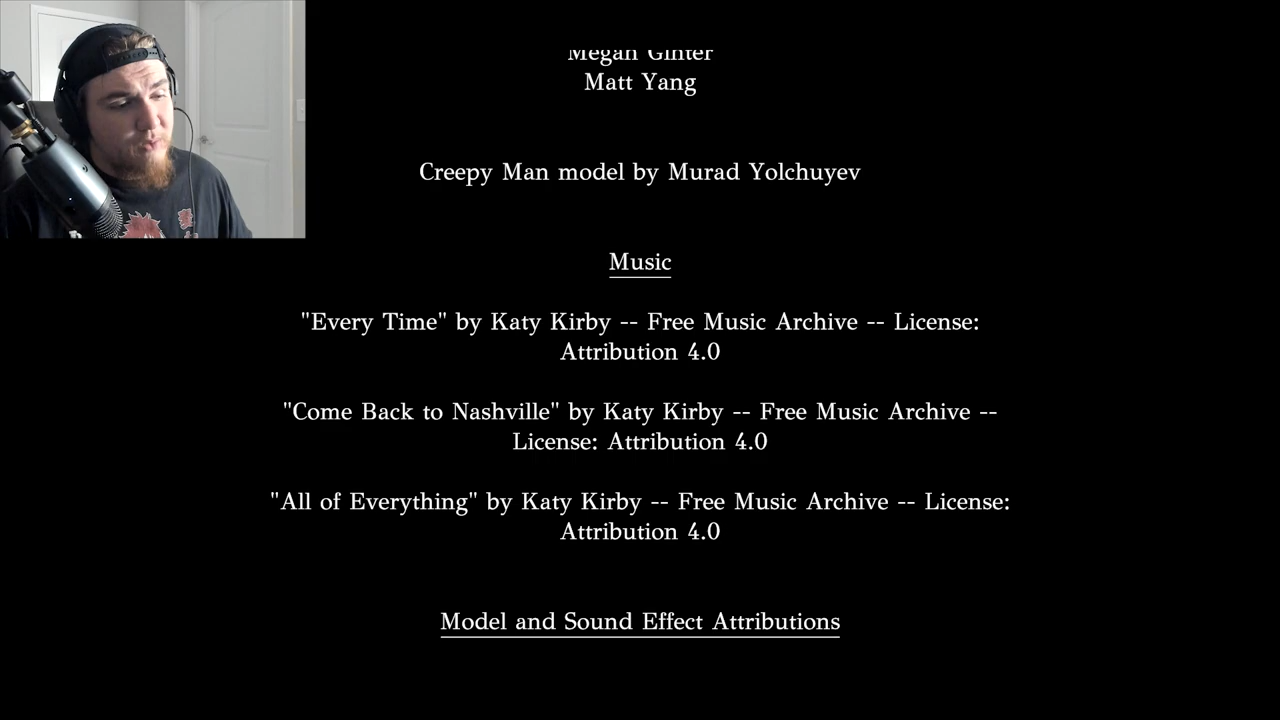 Megan Ginter
Matt Yang
Creepy Man model by Murad Yolchuyev
Music
"Every Time" by Katy Kirby -- Free Music Archive -- License:
Attribution 4.0
"Come Back to Nashville" by Katy Kirby -- Free Music Archive --
License: Attribution 4.0
"All of Everything" by Katy Kirby -- Free Music Archive -- License:
Attribution 4.0
Model and Sound Effect Attributions